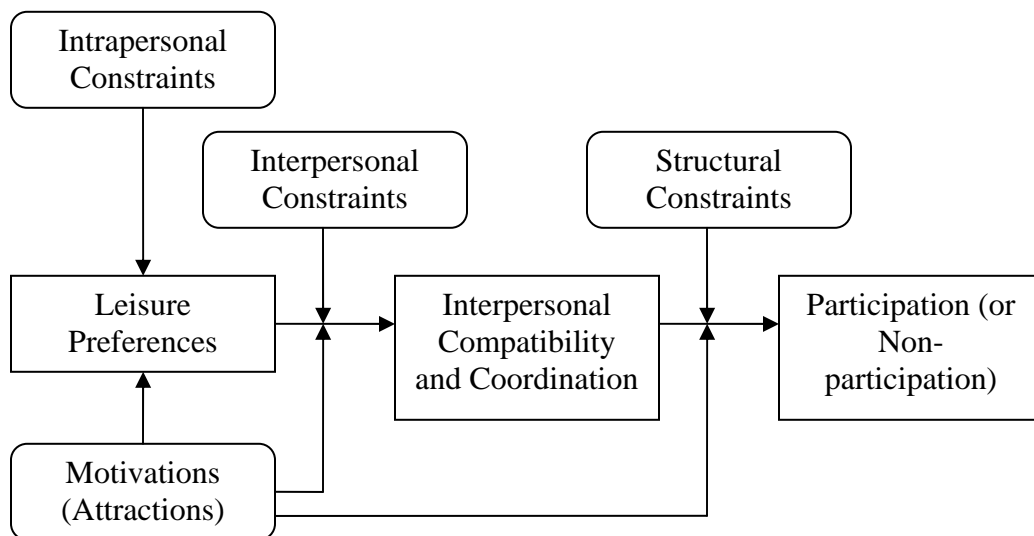 Intrapersonal
Constraints
Interpersonal
Constraints
Structural
Constraints
Leisure
Preferences
Interpersonal
Compatibility
and Coordination
Participation (or
Non-
participation)
Motivations
(Attractions)